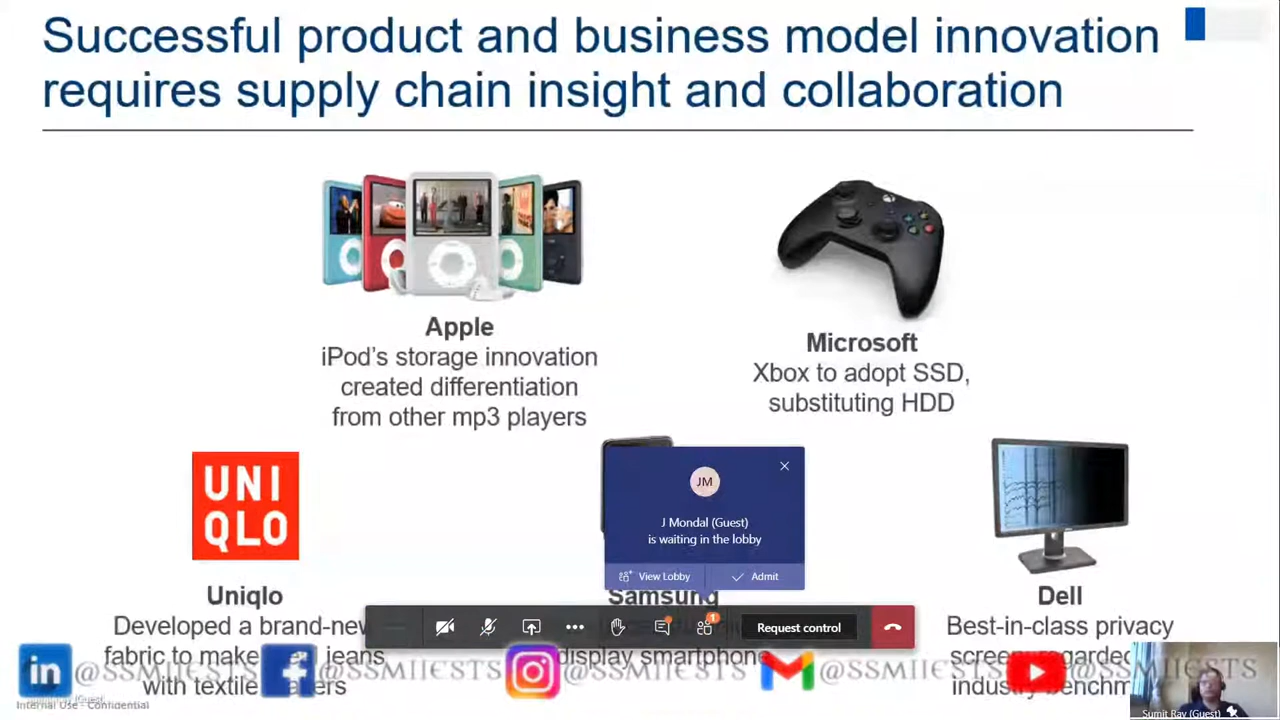 Successful product and business model innovation
requires supply chain insight and collaboration
Apple
iPod's storage innovation
created differentiation
from other mp3 players
Microsoft
Xbox to adopt SSD,
substituting HDD
UNI
QLO
JM
J Mondal (Guest)
is waiting in the lobby
View Lobby
Admit
Uniqlo
Developed a brand-new
fabric to make jeans
with textile
Samsung
display smartphone
Dell
Best-in-class privacy
industry
1
Request control
in @SSMIIESTS
@SSMIIESTS
@SSMIIESTS
@SSMIIESTS
Internal Use - Confidential
Sumit Ray (Guest)